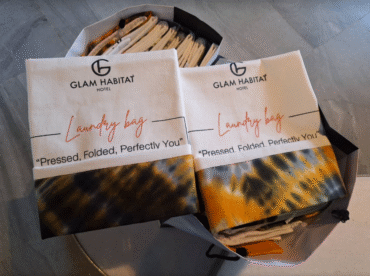 GLAM HABITAT
HOTEL
Laundry bag
"Pressed, Folded, Perfectly You"
GLAM HABITAT
HOTEL
Laundry bag
"Pressed, Folded, Perfectly You"